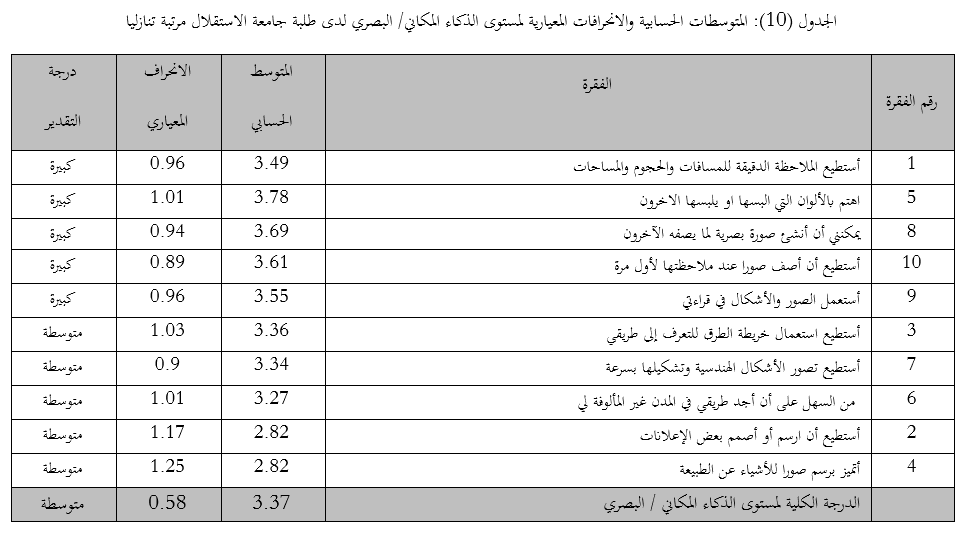 الجدول (10): المتوسطات الحسابية والانحرافات المعيارية لمستوى الذكاء المكاني/ البصري لدى طلبة جامعة الاستقلال مرتبة تنازليا
رقم الفقرة الفقرة المتوسط الحسابي الانحراف المعياري درجة التقدير
1 أستطيع الملاحظة الدقيقة للمسافات والحجوم والمساحات 3.49 0.96 كبيرة
5 اهتم بالألوان التي البسها او يلبسها الاخرون 3.78 1.01 كبيرة
8 يمكنني أن أنشئ صورة بصرية لما يصفه الآخرون 3.69 0.94 كبيرة
10 أستطيع أن أصف صورا عند ملاحظتها لأول مرة 3.61 0.89 كبيرة
9 أستعمل الصور والأشكال في قراءتي 3.55 0.96 كبيرة
3 أستطيع استعمال خريطة الطرق للتعرف إلى طريقي 3.36 1.03 متوسطة
7 أستطيع تصور الأشكال الهندسية وتشكيلها بسرعة 3.34 0.9 متوسطة
6 من السهل على أن أجد طريقي في المدن غير المألوفة لي 3.27 1.01 متوسطة
2 أستطيع أن ارسم أو أصمم بعض الإعلانات 2.82 1.17 متوسطة
4 أتميز برسم صورا للأشياء عن الطبيعة 2.82 1.25 متوسطة
الدرجة الكلية لمستوى الذكاء المكاني / البصري 3.37 0.58 متوسطة